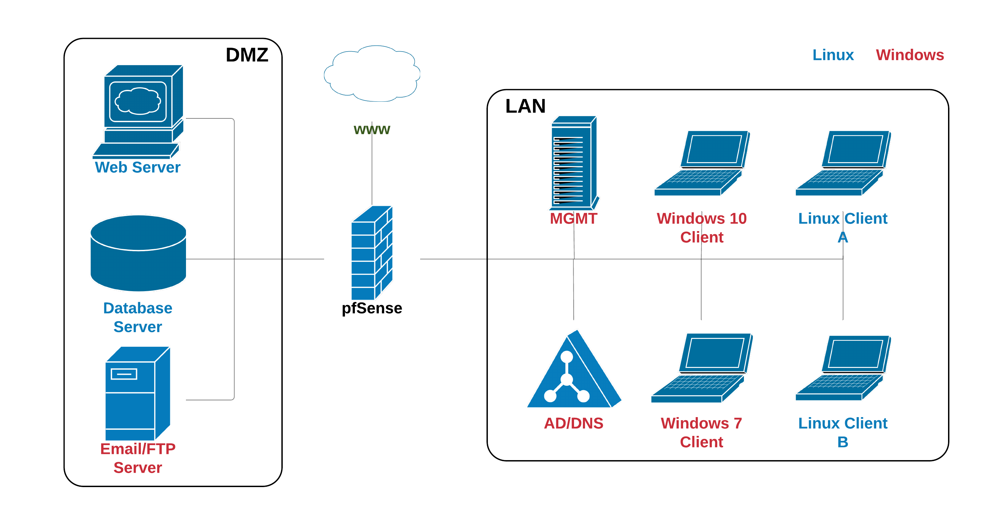 DMZ
Web Server
Database
Server
Email/FTP
Server
www
pfSense
Linux Windows
LAN
MGMT
Windows 10
Client
Linux Client
A
AD/DNS
Windows 7
Client
Linux Client
B